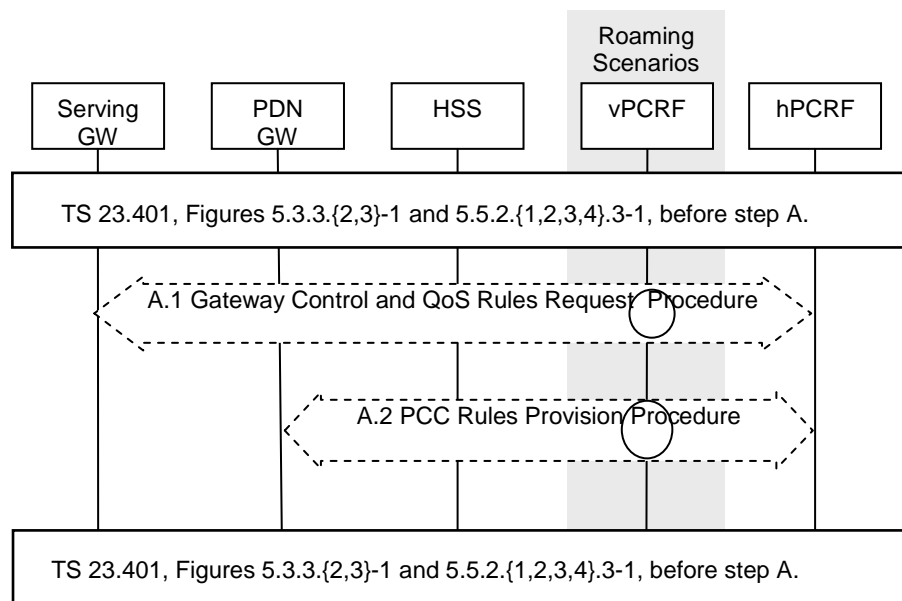 Roaming
Scenarios
Serving
GW
PDN
GW
HSS
vPCRF
hPCRF
TS 23.401, Figures 5.3.3.{2,3}-1 and 5.5.2.{1,2,3,4}.3-1, before step A.
A.1 Gateway Control and QoS Rules Request Procedure
A.2 PCC Rules Provision Procedure
TS 23.401, Figures 5.3.3.{2,3}-1 and 5.5.2.{1,2,3,4}.3-1, before step A.